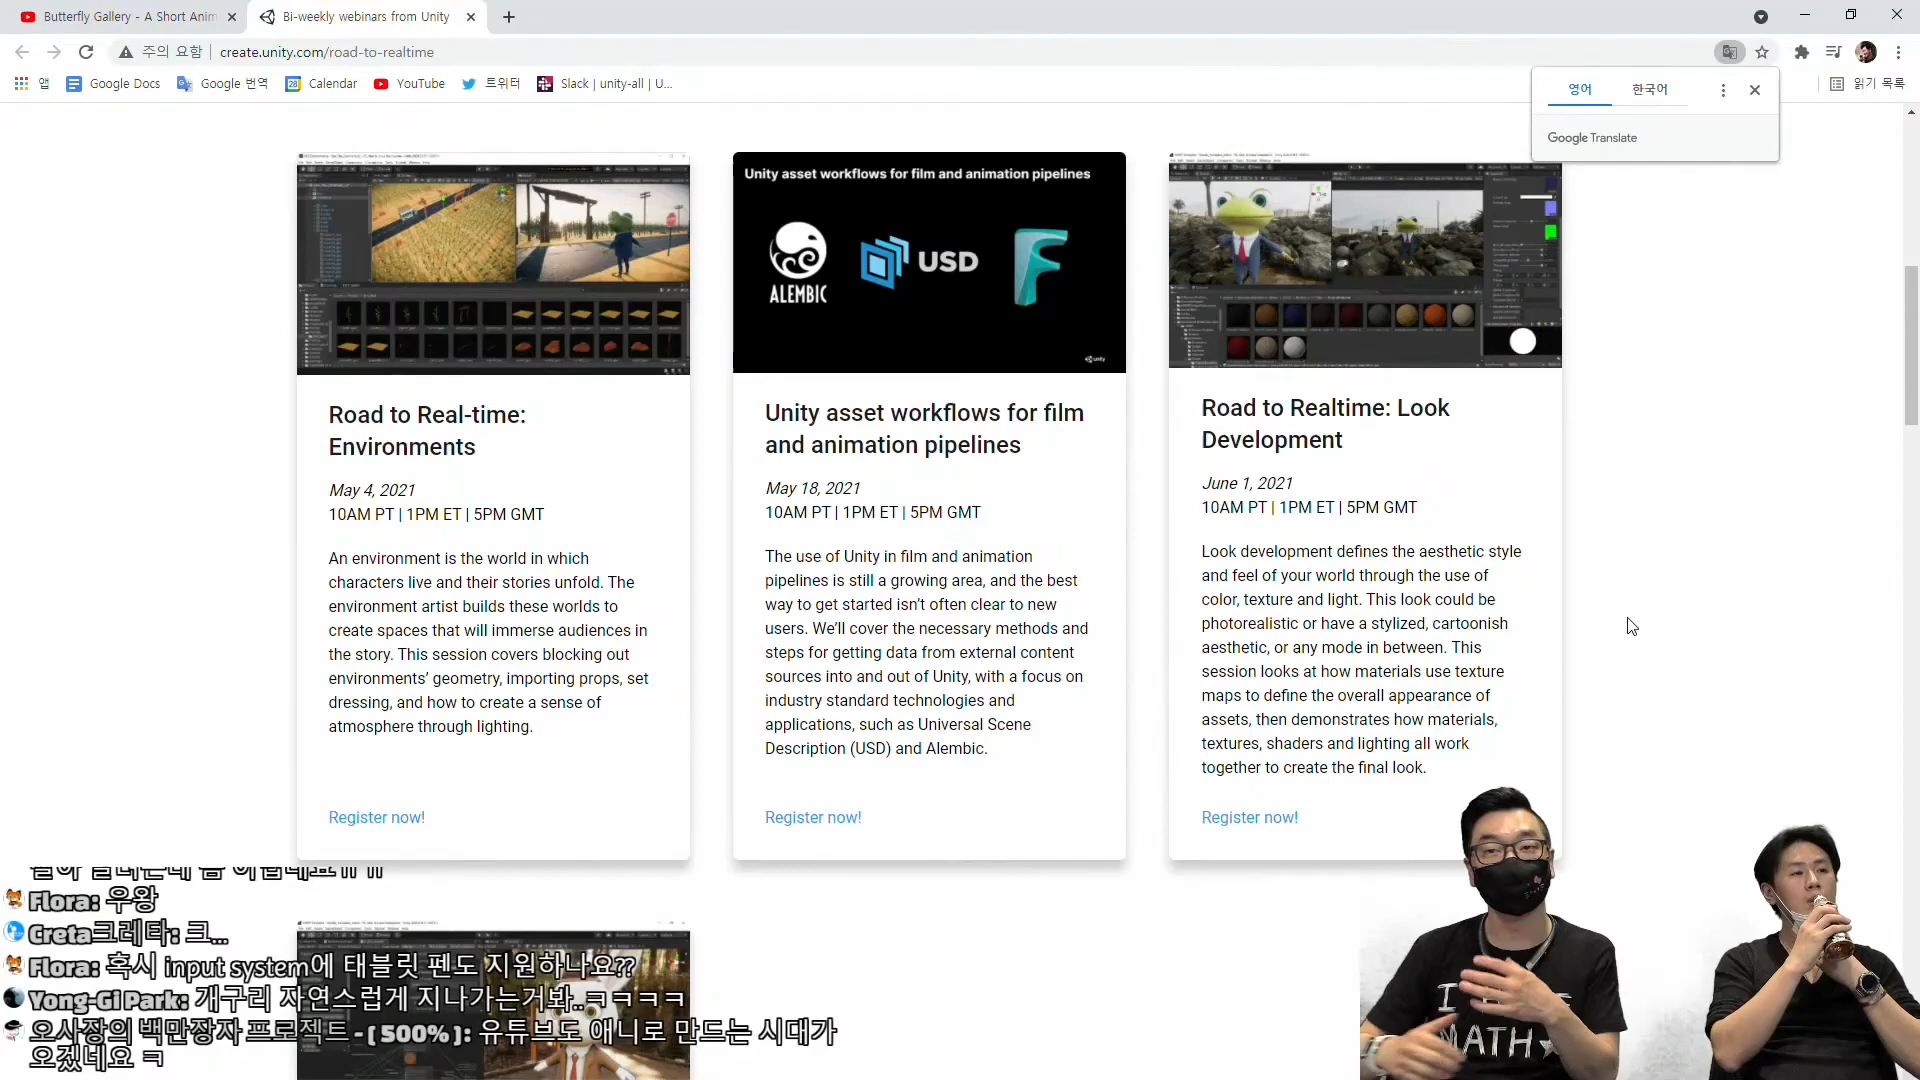 Butterfly Gallery - A Short Anim
Bi-weekly webinars from Unity
주의 요함
create.unity.com/road-to-realtime
앱
Google Docs
Google 번역
28
Calendar
YouTube
트위터
Slack | unity-all | U...
읽기 목록
영어
한국어
Google Translate
Unity asset workflows for film and animation pipelines
ALEMBIC
USD
unity
Road to Real-time:
Environments
May 4, 2021
10AM PT | 1PM ET | 5PM GMT
An environment is the world in which
characters live and their stories unfold. The
environment artist builds these worlds to
create spaces that will immerse audiences in
the story. This session covers blocking out
environments’ geometry, importing props, set
dressing, and how to create a sense of
atmosphere through lighting.
Register now!
Unity asset workflows for film
and animation pipelines
May 18, 2021
10AM PT | 1PM ET | 5PM GMT
The use of Unity in film and animation
pipelines is still a growing area, and the best
way to get started isn’t often clear to new
users. We’ll cover the necessary methods and
steps for getting data from external content
sources into and out of Unity, with a focus on
industry standard technologies and
applications, such as Universal Scene
Description (USD) and Alembic.
Register now!
Road to Realtime: Look
Development
June 1, 2021
10AM PT | 1PM ET | 5PM GMT
Look development defines the aesthetic style
and feel of your world through the use of
color, texture and light. This look could be
photorealistic or have a stylized, cartoonish
aesthetic, or any mode in between. This
session looks at how materials use texture
maps to define the overall appearance of
assets, then demonstrates how materials,
textures, shaders and lighting all work
together to create the final look.
Register now!
Flora: 우왕
Creta크레타: 크...
Flora: 혹시 input system에 태블릿 펜도 지원하나요??
Yong-Gi Park: 개구리 자연스럽게 지나가는거봐..ㅋㅋㅋㅋ
오사장의 백만장자 프로젝트 - ( 500% ): 유튜브도 애니로 만드는 시대가
오겠네요 ㅋ
MATH